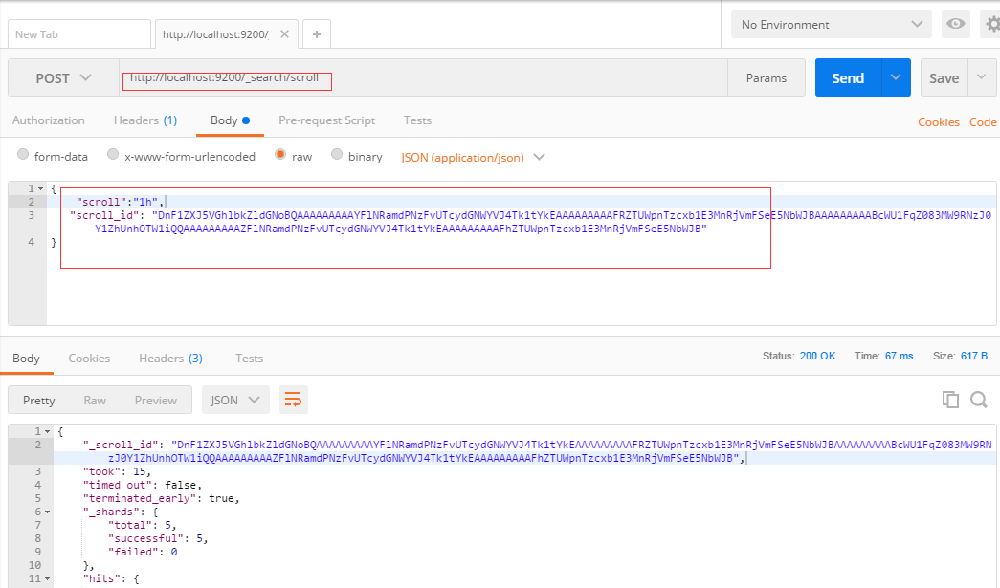 New Tab
http://localhost:9200/
No Environment
POST
http://localhost:9200/_search/scroll
Params
Send
Save
Authorization
Headers (1)
Body
Pre-request Script
Tests
Cookies
Code
form-data
x-www-form-urlencoded
raw
binary
JSON (application/json)
1 {
2 "scroll":"1h",
3 "scroll_id":
4 }
Body
Cookies
Headers (3)
Tests
Status: 200 OK
Time: 67 ms
Size: 617 B
Pretty
Raw
Preview
JSON
1 {
2 "_scroll_id":
3 "took": 15,
4 "timed_out": false,
5 "terminated_early": true,
6 "_shards": {
7 "total": 5,
8 "successful": 5,
9 "failed": 0
10 },
11 "hits": {